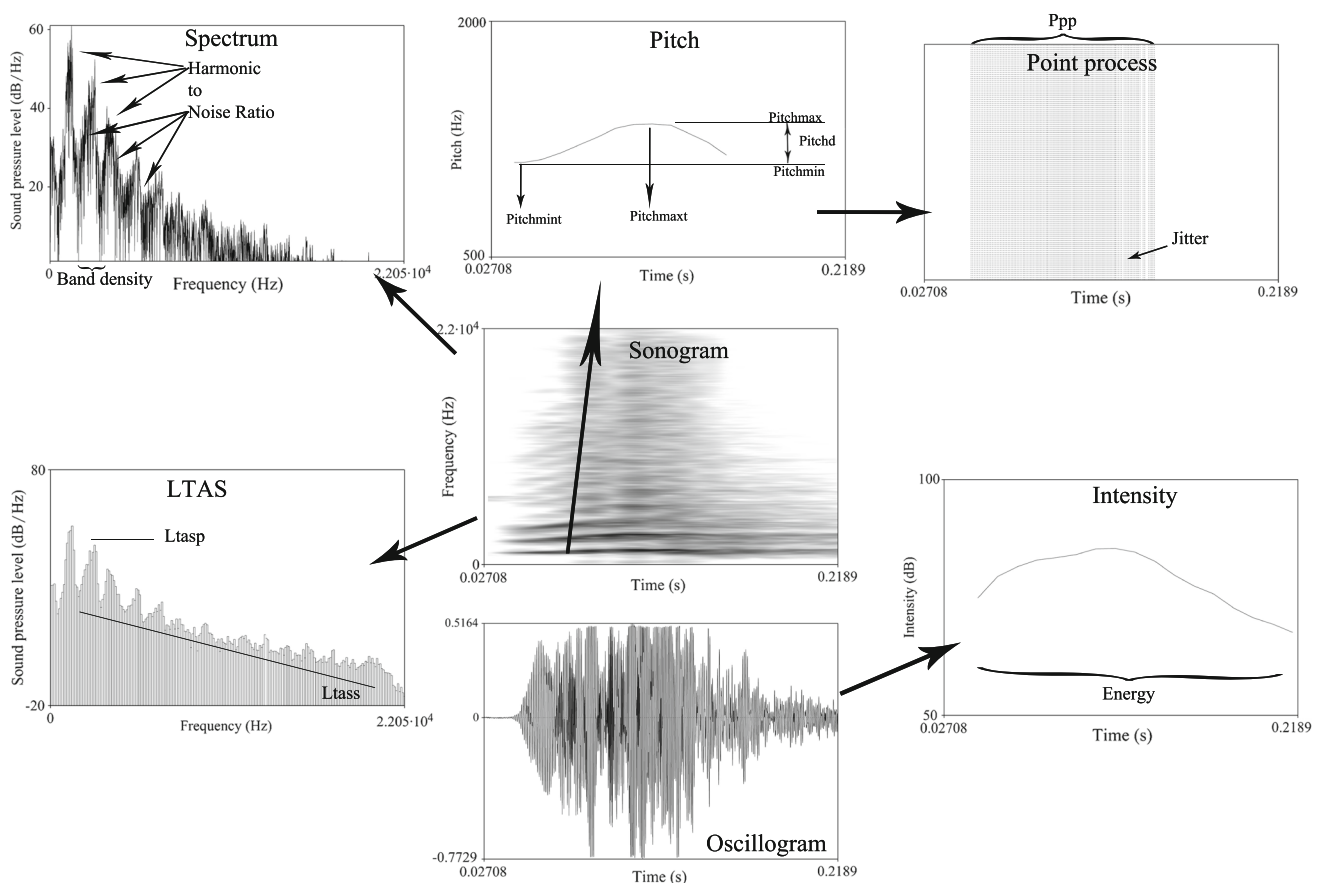 Spectrum
60
40
20
Sound pressure level (dB/Hz)
Harmonic
to
Noise Ratio
0
Band density
Frequency (Hz)
2.205·10⁴
Pitch
2000
500
Pitch (Hz)
Pitchmax
Pitchd
Pitchmin
Pitchmint
Pitchmaxt
0.02708
Time (s)
0.2189
Ppp
Point process
Jitter
0.02708
Time (s)
0.2189
2.2·10⁴
Sonogram
Frequency (Hz)
0
0.02708
Time (s)
0.2189
80
LTAS
Sound pressure level (dB/Hz)
Ltasp
Ltass
-20
0
Frequency (Hz)
2.205·10⁴
0.5164
0
-0.7729
Oscillogram
0.02708
Time (s)
0.2189
100
Intensity
Intensity (dB)
Energy
50
0.02708
Time (s)
0.2189